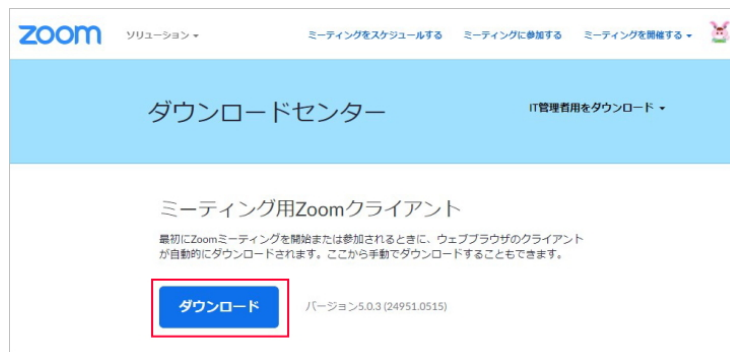 zoom ソリューション ミーティングをスケジュールする ミーティングに参加する ミーティングを開催する
ダウンロードセンター IT管理者用をダウンロード
ミーティング用Zoomクライアント
最初にZoomミーティングを開始または参加されるときに、ウェブブラウザのクライアント
が自動的にダウンロードされます。ここから手動でダウンロードすることもできます。
ダウンロード バージョン5.0.3 (24951.0515)